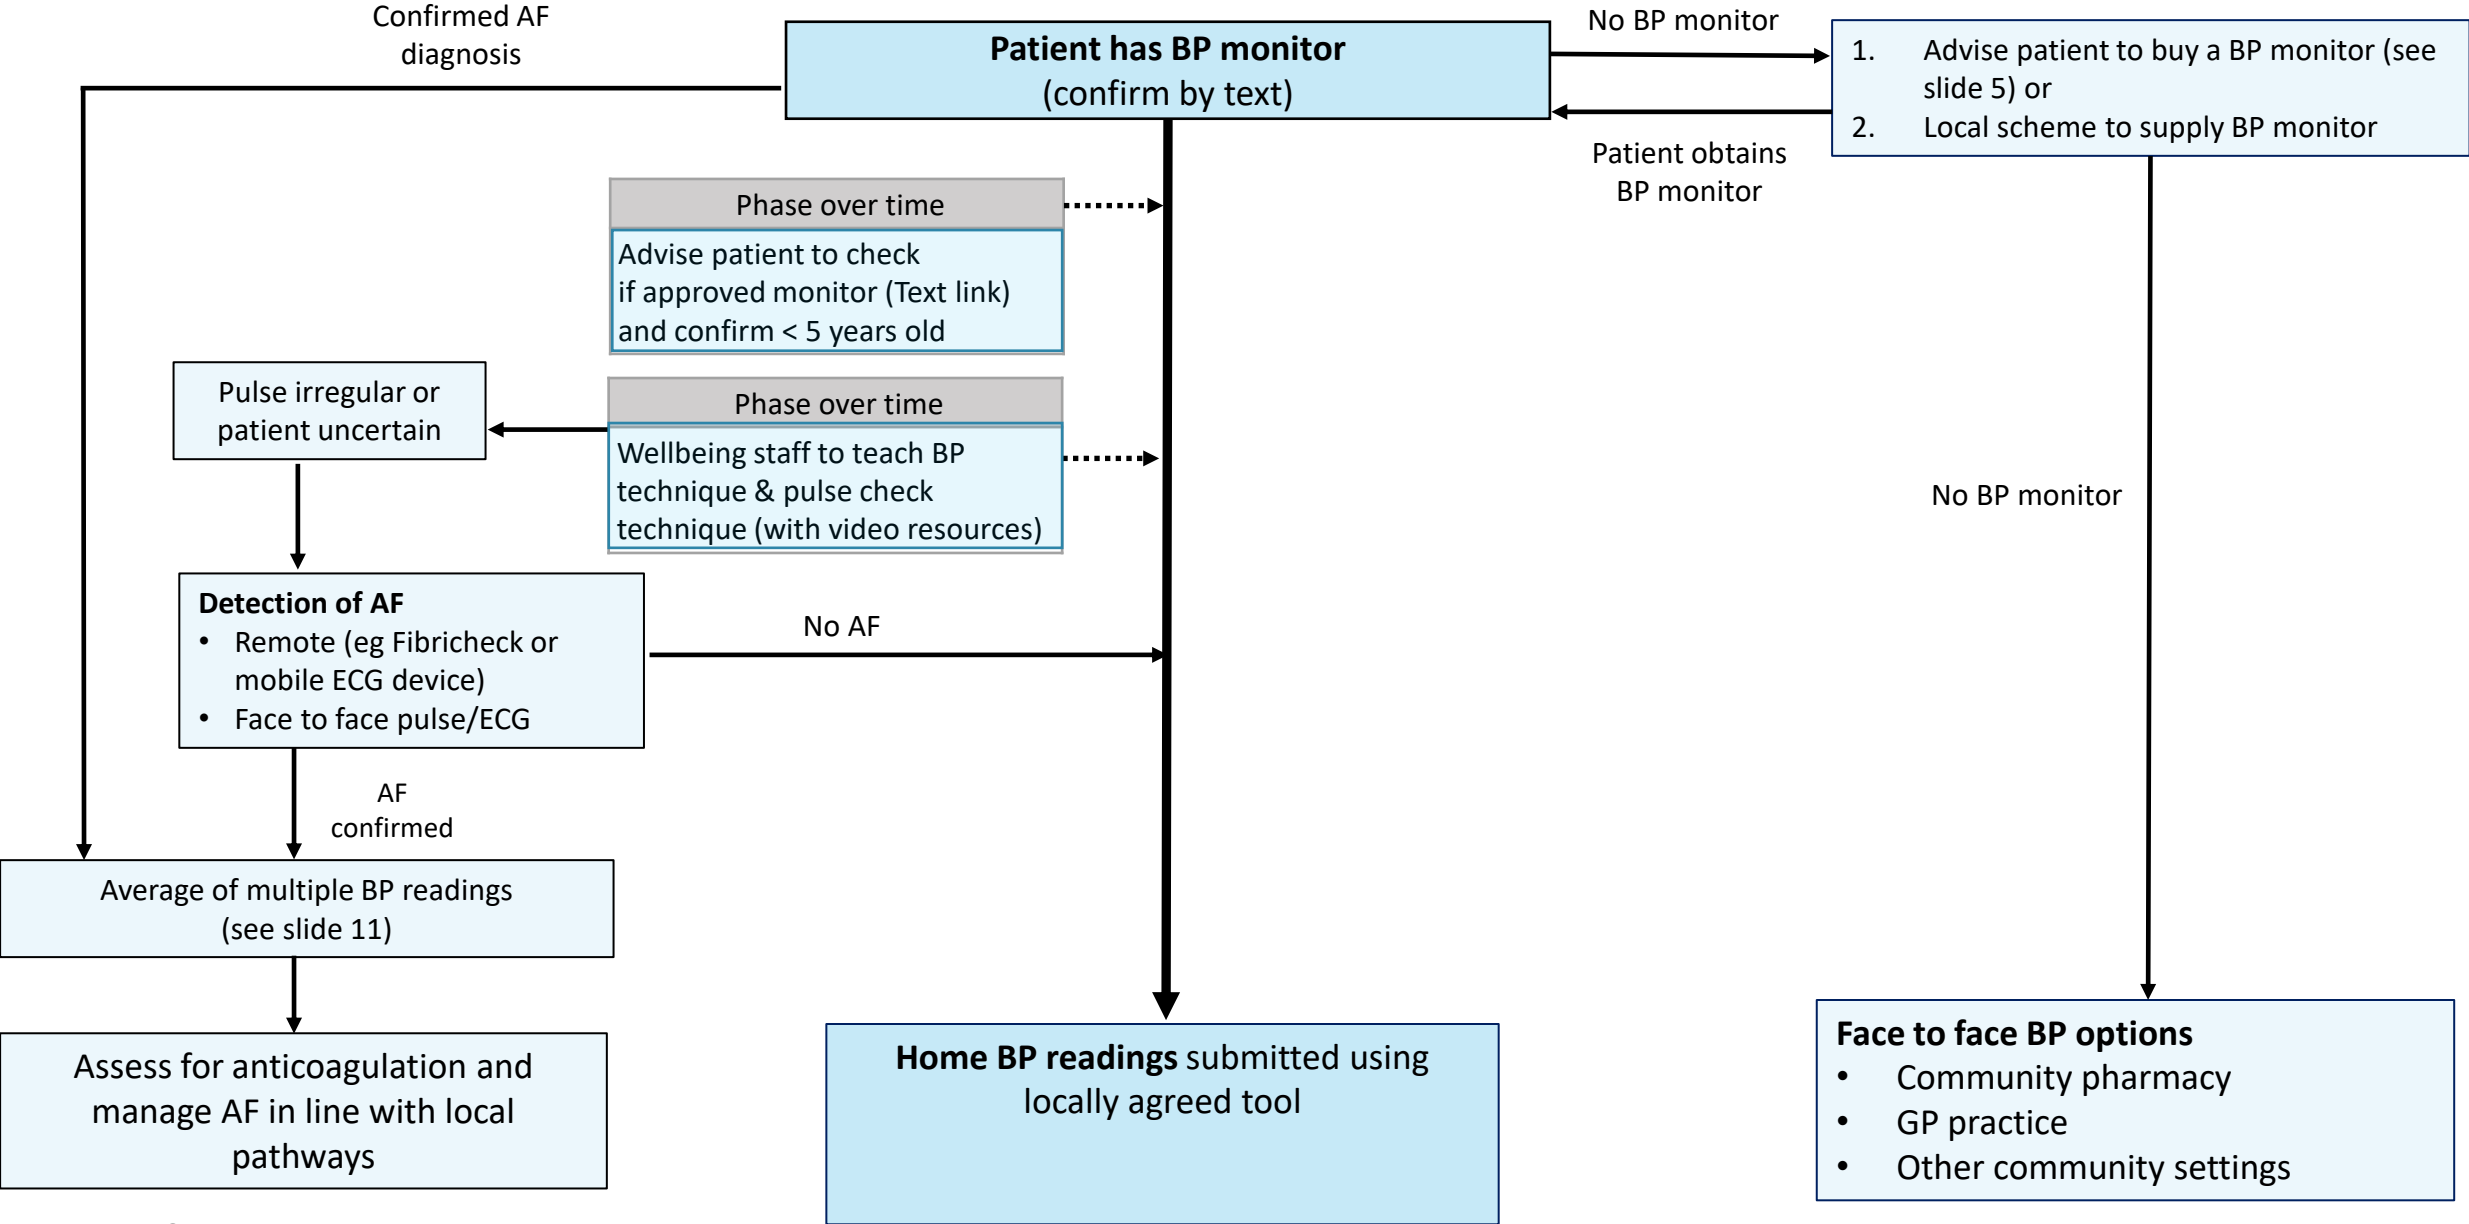 Confirmed AF
diagnosis
Patient has BP monitor
(confirm by text)
No BP monitor
1. Advise patient to buy a BP monitor (see
slide 5) or
2. Local scheme to supply BP monitor
Patient obtains
BP monitor
Phase over time
Advise patient to check
if approved monitor (Text link)
and confirm < 5 years old
Pulse irregular or
patient uncertain
Phase over time
Wellbeing staff to teach BP
technique & pulse check
technique (with video resources)
No BP monitor
Detection of AF
• Remote (eg Fibricheck or
mobile ECG device)
• Face to face pulse/ECG
No AF
AF
confirmed
Average of multiple BP readings
(see slide 11)
Assess for anticoagulation and
manage AF in line with local
pathways
Home BP readings submitted using
locally agreed tool
Face to face BP options
• Community pharmacy
• GP practice
• Other community settings